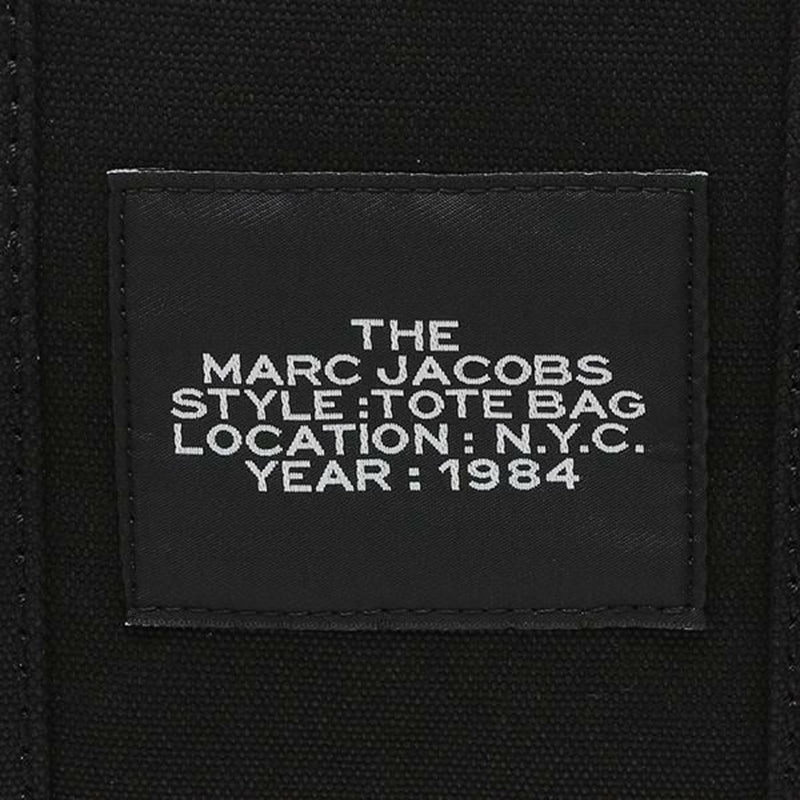 THE
MARC JACOBS
STYLE :TOTE BAG
LOCATION : N.Y.C.
YEAR : 1984